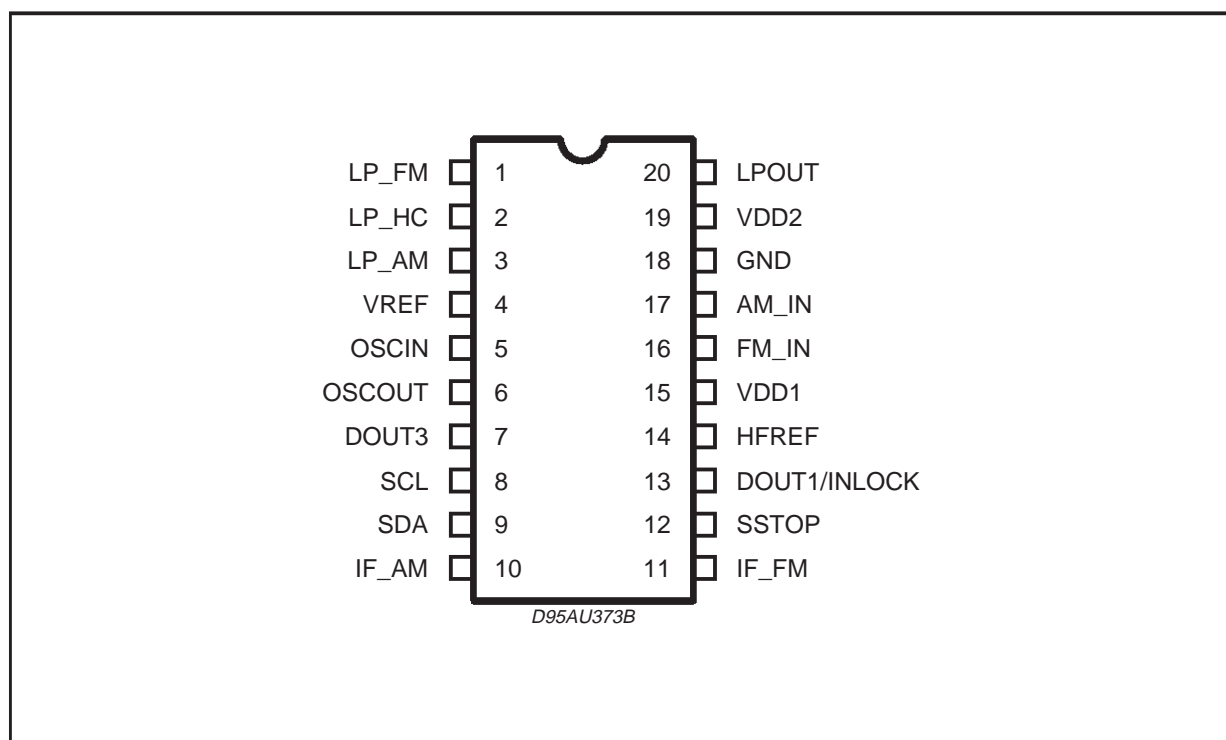 LP_FM 1 20 LPOUT
LP_HC 2 19 VDD2
LP_AM 3 18 GND
VREF 4 17 AM_IN
OSCIN 5 16 FM_IN
OSCOUT 6 15 VDD1
DOUT3 7 14 HFREF
SCL 8 13 DOUT1/INLOCK
SDA 9 12 SSTOP
IF_AM 10 11 IF_FM
D95AU373B